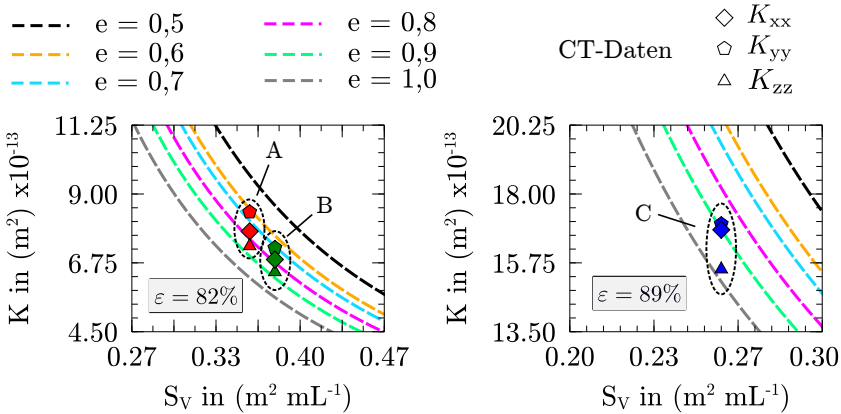 e = 0,5
e = 0,6
e = 0,7
e = 0,8
e = 0,9
e = 1,0
CT-Daten
K_xx
K_yy
K_zz
K in (m²) x10⁻¹³
11.25
9.00
6.75
4.50
A
B
ε = 82%
0.27 0.33 0.40 0.47
S_V in (m² mL⁻¹)
K in (m²) x10⁻¹³
20.25
18.00
15.75
13.50
C
ε = 89%
0.20 0.23 0.27 0.30
S_V in (m² mL⁻¹)